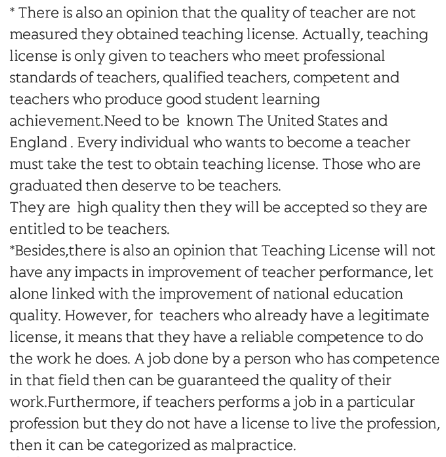 * There is also an opinion that the quality of teacher are not
measured they obtained teaching license. Actually, teaching
license is only given to teachers who meet professional
standards of teachers, qualified teachers, competent and
teachers who produce good student learning
achievement.Need to be  known The United States and
England . Every individual who wants to become a teacher
must take the test to obtain teaching license. Those who are
graduated then deserve to be teachers.
They are  high quality then they will be accepted so they are
entitled to be teachers.
*Besides,there is also an opinion that Teaching License will not
have any impacts in improvement of teacher performance, let
alone linked with the improvement of national education
quality. However, for  teachers who already have a legitimate
license, it means that they have a reliable competence to do
the work he does. A job done by a person who has competence
in that field then can be guaranteed the quality of their
work.Furthermore, if teachers performs a job in a particular
profession but they do not have a license to live the profession,
then it can be categorized as malpractice.